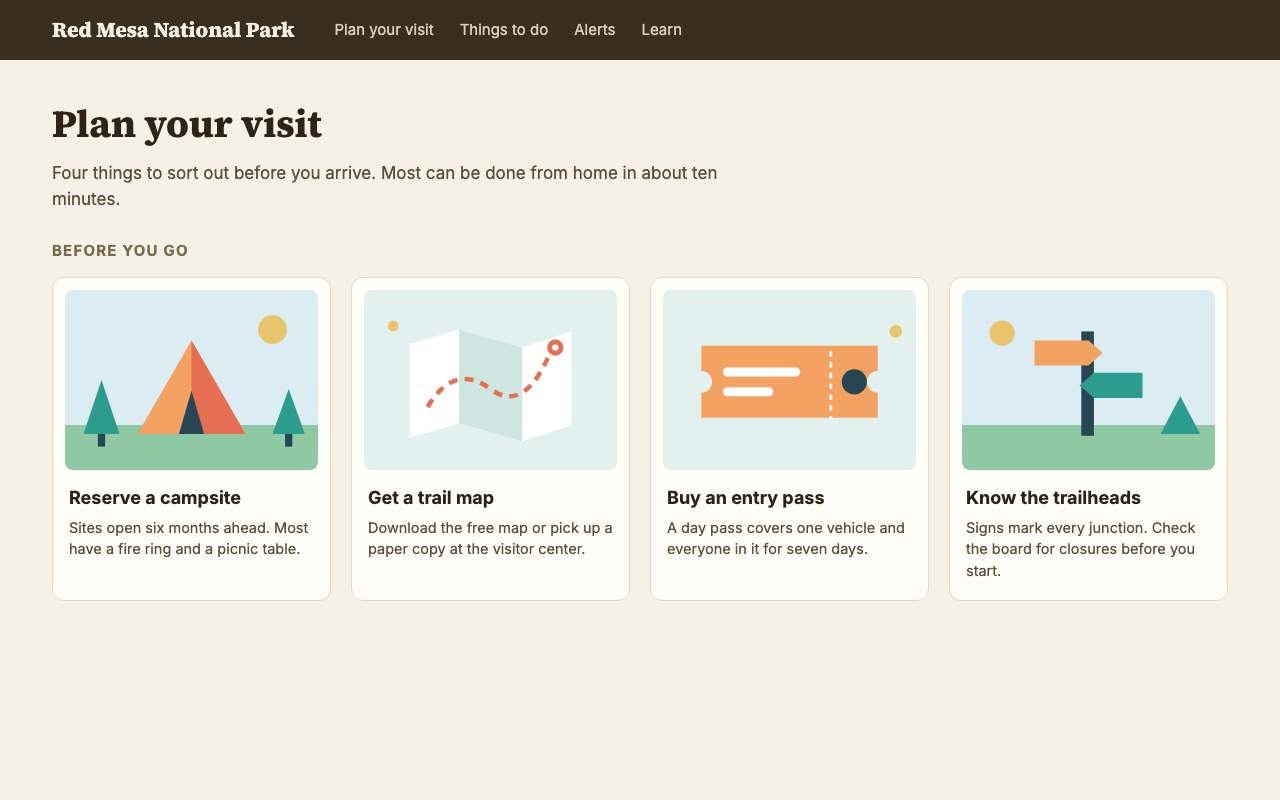 Red Mesa National Park
Plan your visit
Things to do
Alerts
Learn
Plan your visit
Four things to sort out before you arrive. Most can be done from home in about ten
minutes.
BEFORE YOU GO
Reserve a campsite
Sites open six months ahead. Most
have a fire ring and a picnic table.
Get a trail map
Download the free map or pick up a
paper copy at the visitor center.
Buy an entry pass
A day pass covers one vehicle and
everyone in it for seven days.
Know the trailheads
Signs mark every junction. Check
the board for closures before you
start.